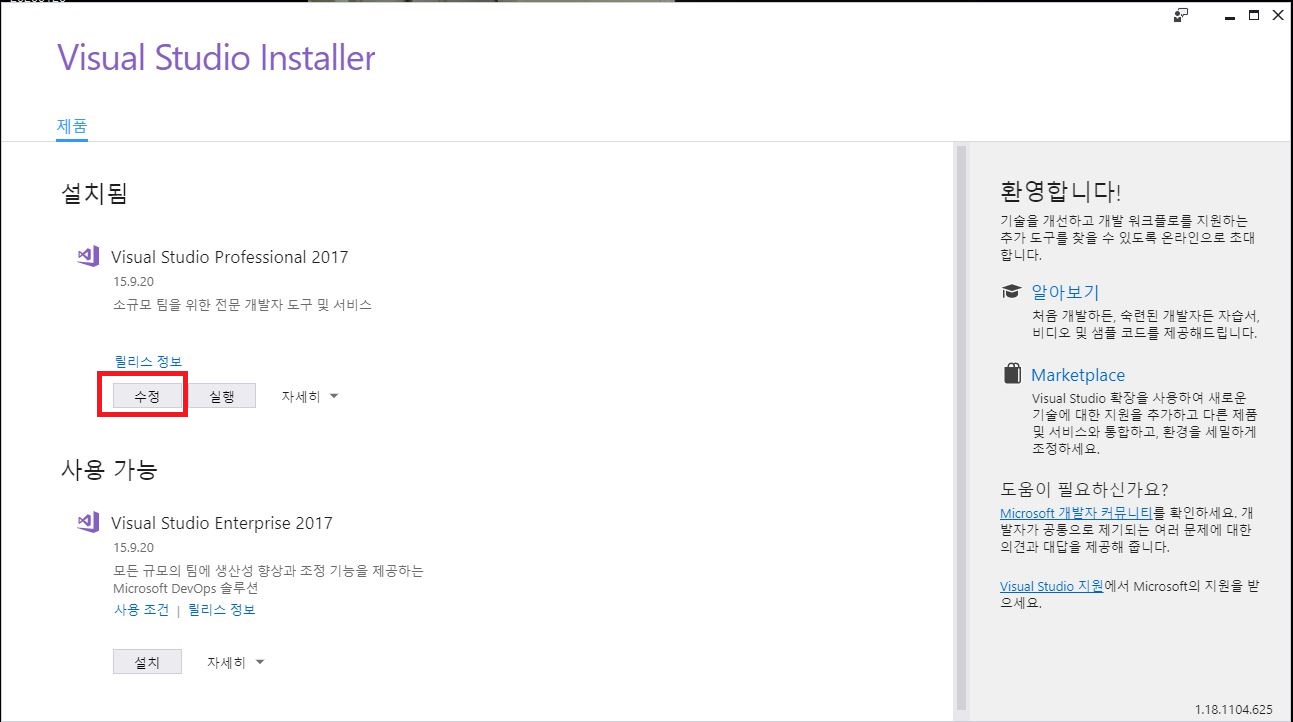 Visual Studio Installer
제품
설치됨
Visual Studio Professional 2017
15.9.20
소규모 팀을 위한 전문 개발자 도구 및 서비스
릴리스 정보
수정 실행 자세히
사용 가능
Visual Studio Enterprise 2017
15.9.20
모든 규모의 팀에 생산성 향상과 조정 기능을 제공하는
Microsoft DevOps 솔루션
사용 조건 | 릴리스 정보
설치 자세히
환영합니다!
기술을 개선하고 개발 워크플로를 지원하는
추가 도구를 찾을 수 있도록 온라인으로 초대
합니다.
알아보기
처음 개발하든, 숙련된 개발자든 자습서,
비디오 및 샘플 코드를 제공해드립니다.
Marketplace
Visual Studio 확장을 사용하여 새로운
기술에 대한 지원을 추가하고 다른 제품
및 서비스와 통합하고, 환경을 세밀하게
조정하세요.
도움이 필요하신가요?
Microsoft 개발자 커뮤니티를 확인하세요. 개
발자가 공통으로 제기되는 여러 문제에 대한
의견과 대답을 제공해 줍니다.
Visual Studio 지원에서 Microsoft의 지원을 받
으세요.
1.18.1104.625